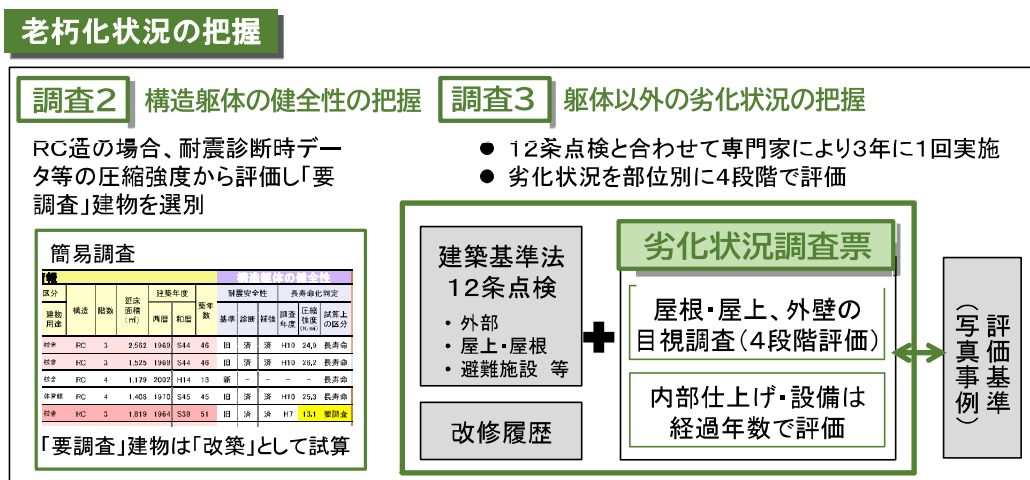 老朽化状況の把握
調査2 構造躯体の健全性の把握
RC造の場合、耐震診断時デー
タ等の圧縮強度から評価し「要
調査」建物を選別
簡易調査
構造躯体の健全性
区分 建築年度 耐震安全性 長寿命化判定
建物用途 構造 階数 延床面積(㎡) 西暦 和暦 築年数 基準 診断 補強 調査年度 圧縮強度(N/㎟) 試算上の区分
校舎 RC 3 2,562 1969 S44 46 旧 済 済 H10 24.9 長寿命
校舎 RC 3 1,525 1969 S44 46 旧 済 済 H10 26.2 長寿命
校舎 RC 4 1,179 2002 H14 13 新 - - - - 長寿命
体育館 RC 4 1,408 1970 S45 45 旧 済 済 H10 25.3 長寿命
校舎 RC 3 1,819 1964 S39 51 旧 済 済 H7 13.1 要調査
「要調査」建物は「改築」として試算
調査3 躯体以外の劣化状況の把握
● 12条点検と合わせて専門家により3年に1回実施
● 劣化状況を部位別に4段階で評価
建築基準法
12条点検
・外部
・屋上・屋根
・避難施設 等
改修履歴
劣化状況調査票
屋根・屋上、外壁の
目視調査(4段階評価)
内部仕上げ・設備は
経過年数で評価
評価基準
(写真事例)